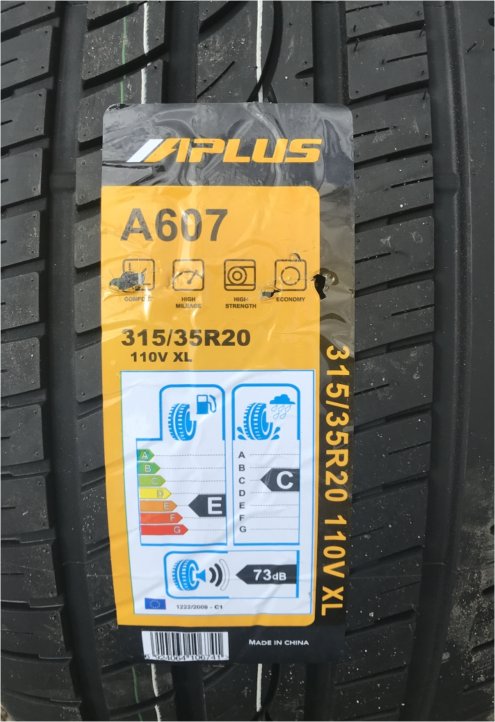 APLUS
A607
COMFORT
HIGH MILEAGE
HIGH-STRENGTH
ECONOMY
315/35R20
110V XL
315/35R20 110V XL
A
B
C
D
E
F
G
E
A
B
C
D
E
F
G
C
73dB
1222/2009 - C1
MADE IN CHINA